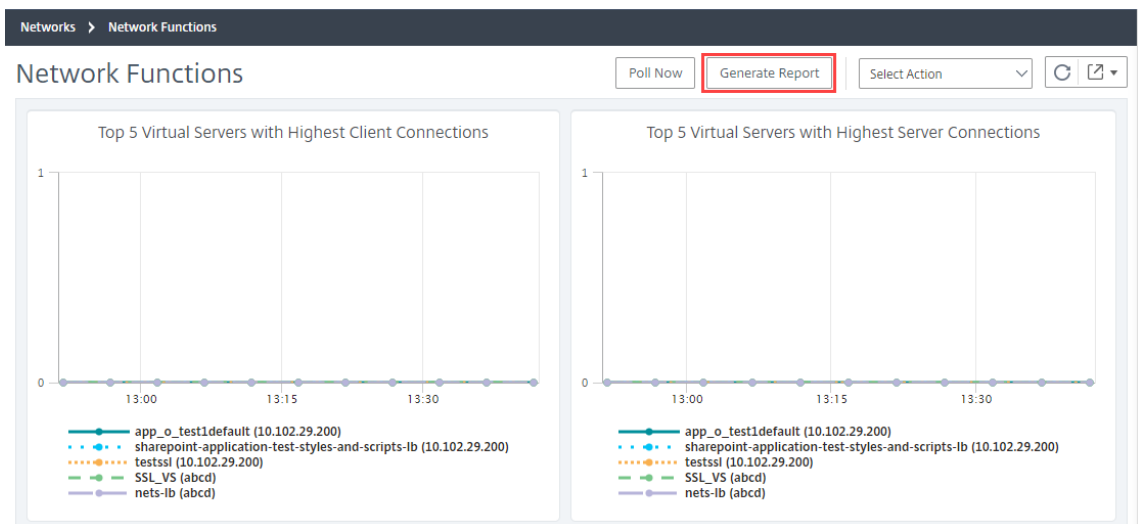 Networks > Network Functions
Network Functions
Poll Now
Generate Report
Select Action
Top 5 Virtual Servers with Highest Client Connections
1
0
13:00 13:15 13:30
app_o_test1default (10.102.29.200)
sharepoint-application-test-styles-and-scripts-lb (10.102.29.200)
testssl (10.102.29.200)
SSL_VS (abcd)
nets-lb (abcd)
Top 5 Virtual Servers with Highest Server Connections
1
0
13:00 13:15 13:30
app_o_test1default (10.102.29.200)
sharepoint-application-test-styles-and-scripts-lb (10.102.29.200)
testssl (10.102.29.200)
SSL_VS (abcd)
nets-lb (abcd)